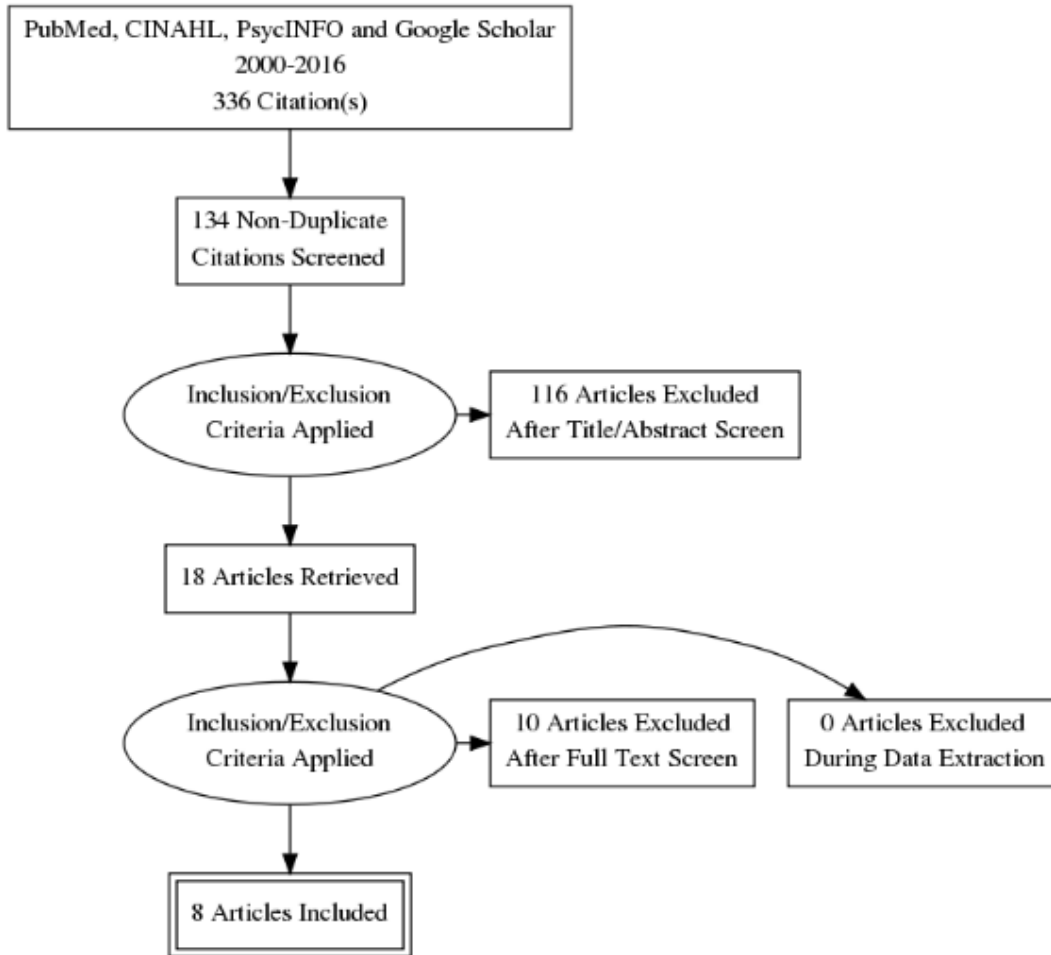 PubMed, CINAHL, PsycINFO and Google Scholar
2000-2016
336 Citation(s)
134 Non-Duplicate
Citations Screened
Inclusion/Exclusion
Criteria Applied
116 Articles Excluded
After Title/Abstract Screen
18 Articles Retrieved
Inclusion/Exclusion
Criteria Applied
10 Articles Excluded
After Full Text Screen
0 Articles Excluded
During Data Extraction
8 Articles Included